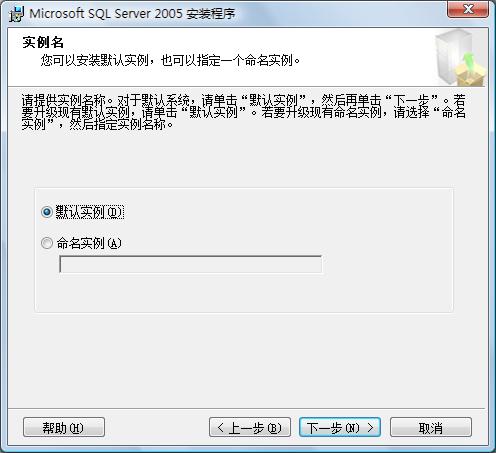 Microsoft SQL Server 2005 安装程序
实例名
您可以安装默认实例，也可以指定一个命名实例。
请提供实例名称。对于默认系统，请单击“默认实例”，然后再单击“下一步”。若
要升级现有默认实例，请单击“默认实例”。若要升级现有命名实例，请选择“命名
实例”，然后指定实例名称。
默认实例(D)
命名实例(A)
帮助(H) < 上一步(B) 下一步(N) > 取消